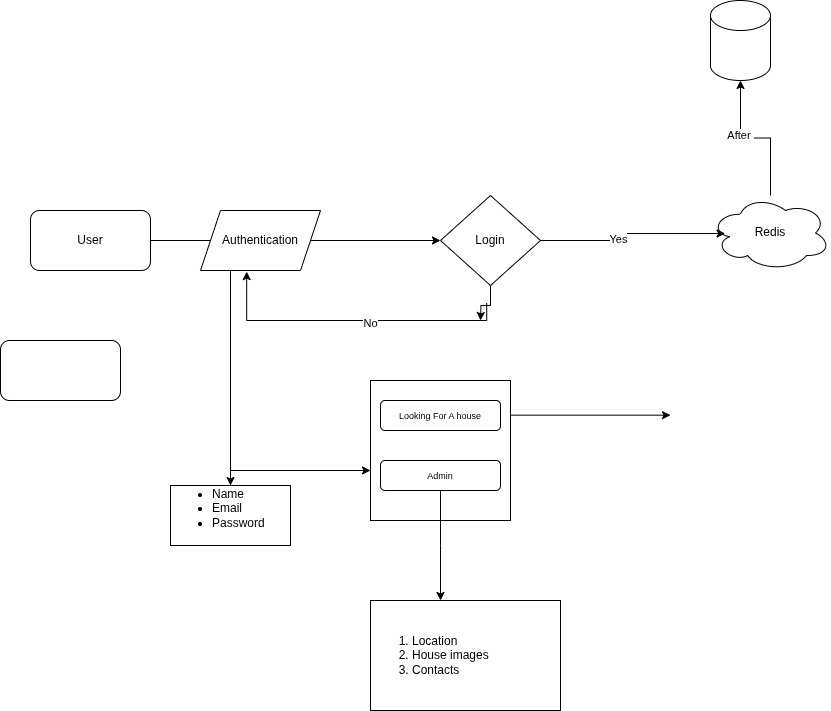 After
User
Authentication
Login
Yes
Redis
No
Looking For A house
Admin
Name
Email
Password
1. Location
2. House images
3. Contacts